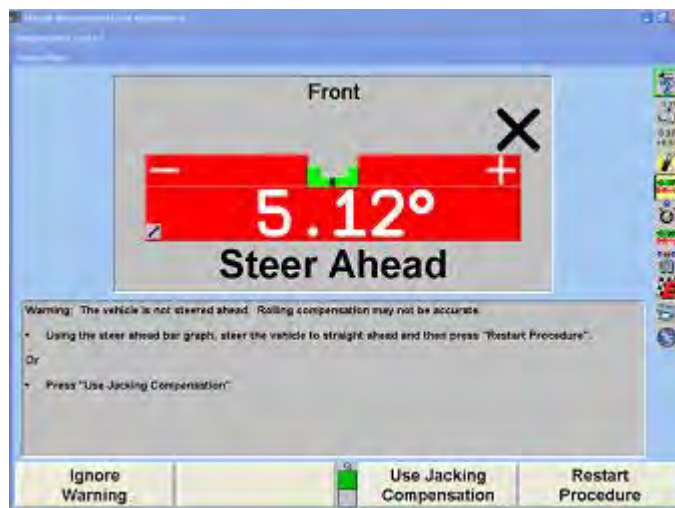 Front
− +
5.12°
Steer Ahead
Warning: The vehicle is not steered ahead. Rolling compensation may not be accurate.
• Using the steer ahead bar graph, steer the vehicle to straight ahead and then press "Restart Procedure".
Or
• Press "Use Jacking Compensation"
Ignore
Warning
Use Jacking
Compensation
Restart
Procedure